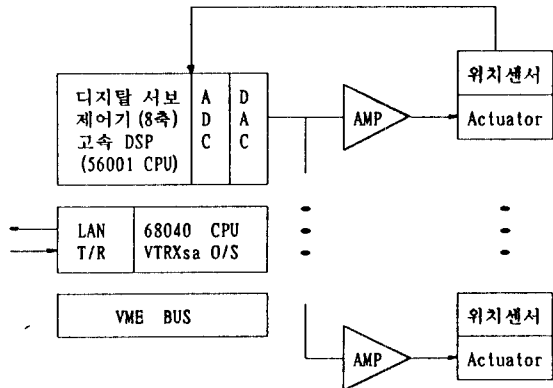 위치센서
Actuator
디지탈 서보
제어기 (8축)
고속 DSP
(56001 CPU)
A
D
C
D
A
C
AMP
LAN
T/R
68040 CPU
VTRXsa O/S
VME BUS
위치센서
Actuator
AMP